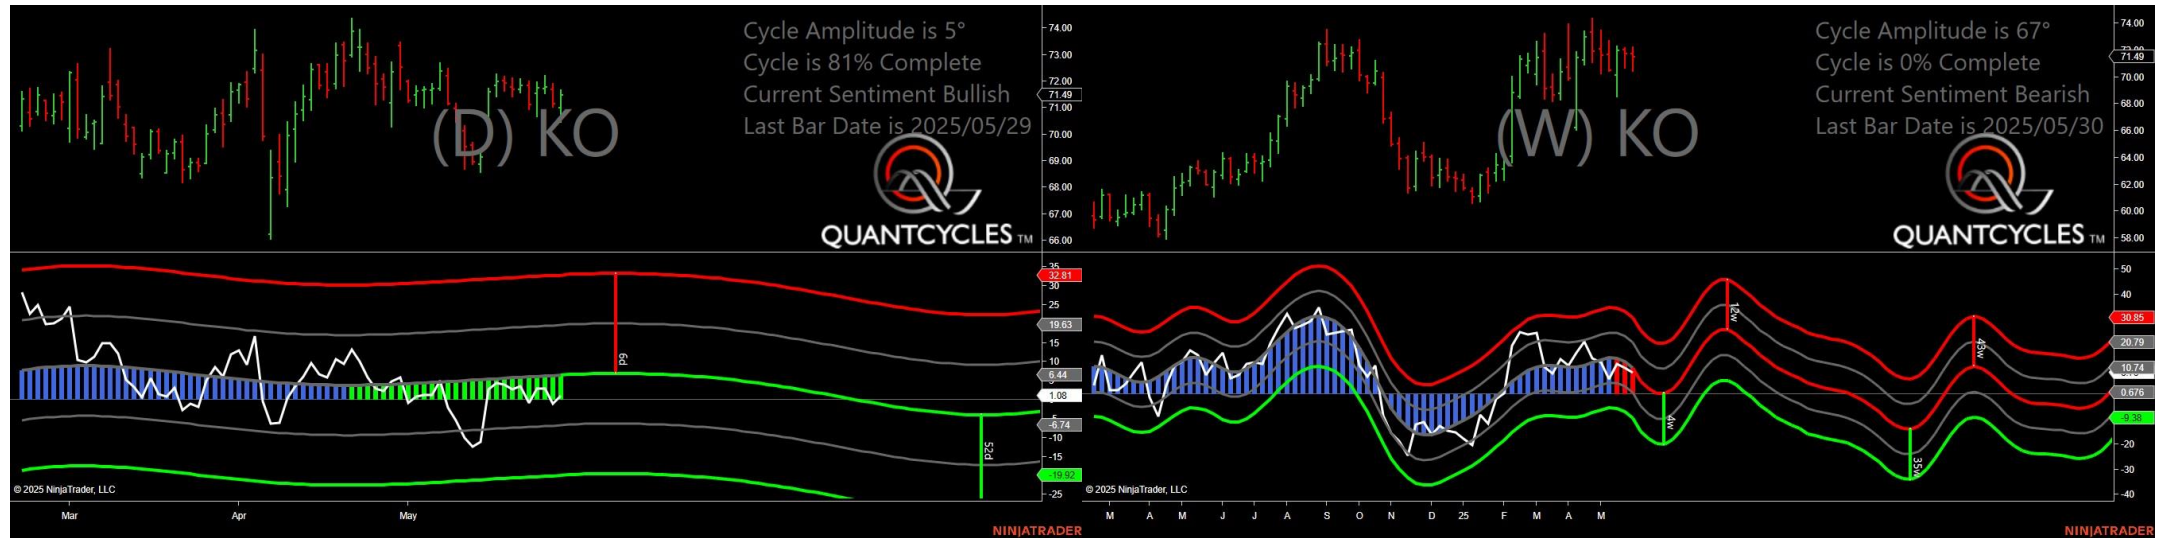 Cycle Amplitude is 5°
Cycle is 81% Complete
Current Sentiment Bullish
Last Bar Date is 2025/05/29
(D) KO
QUANTCYCLES TM
74.00
73.00
72.00
71.49
71.00
70.00
69.00
68.00
67.00
66.00
35
32.81
30
25
19.63
15
10
6.44
1.08
-5
-6.74
-10
-15
-19.92
-25
6d
52d
© 2025 NinjaTrader, LLC
Mar
Apr
May
NINJATRADER
Cycle Amplitude is 67°
Cycle is 0% Complete
Current Sentiment Bearish
Last Bar Date is 2025/05/30
(W) KO
QUANTCYCLES TM
74.00
71.49
70.00
68.00
66.00
64.00
62.00
60.00
58.00
50
40
30.85
20.79
10.74
0.676
-9.38
-20
-30
-40
4w
12w
35w
43w
© 2025 NinjaTrader, LLC
M A M J J A S O N D 25 F M A M
NINJATRADER